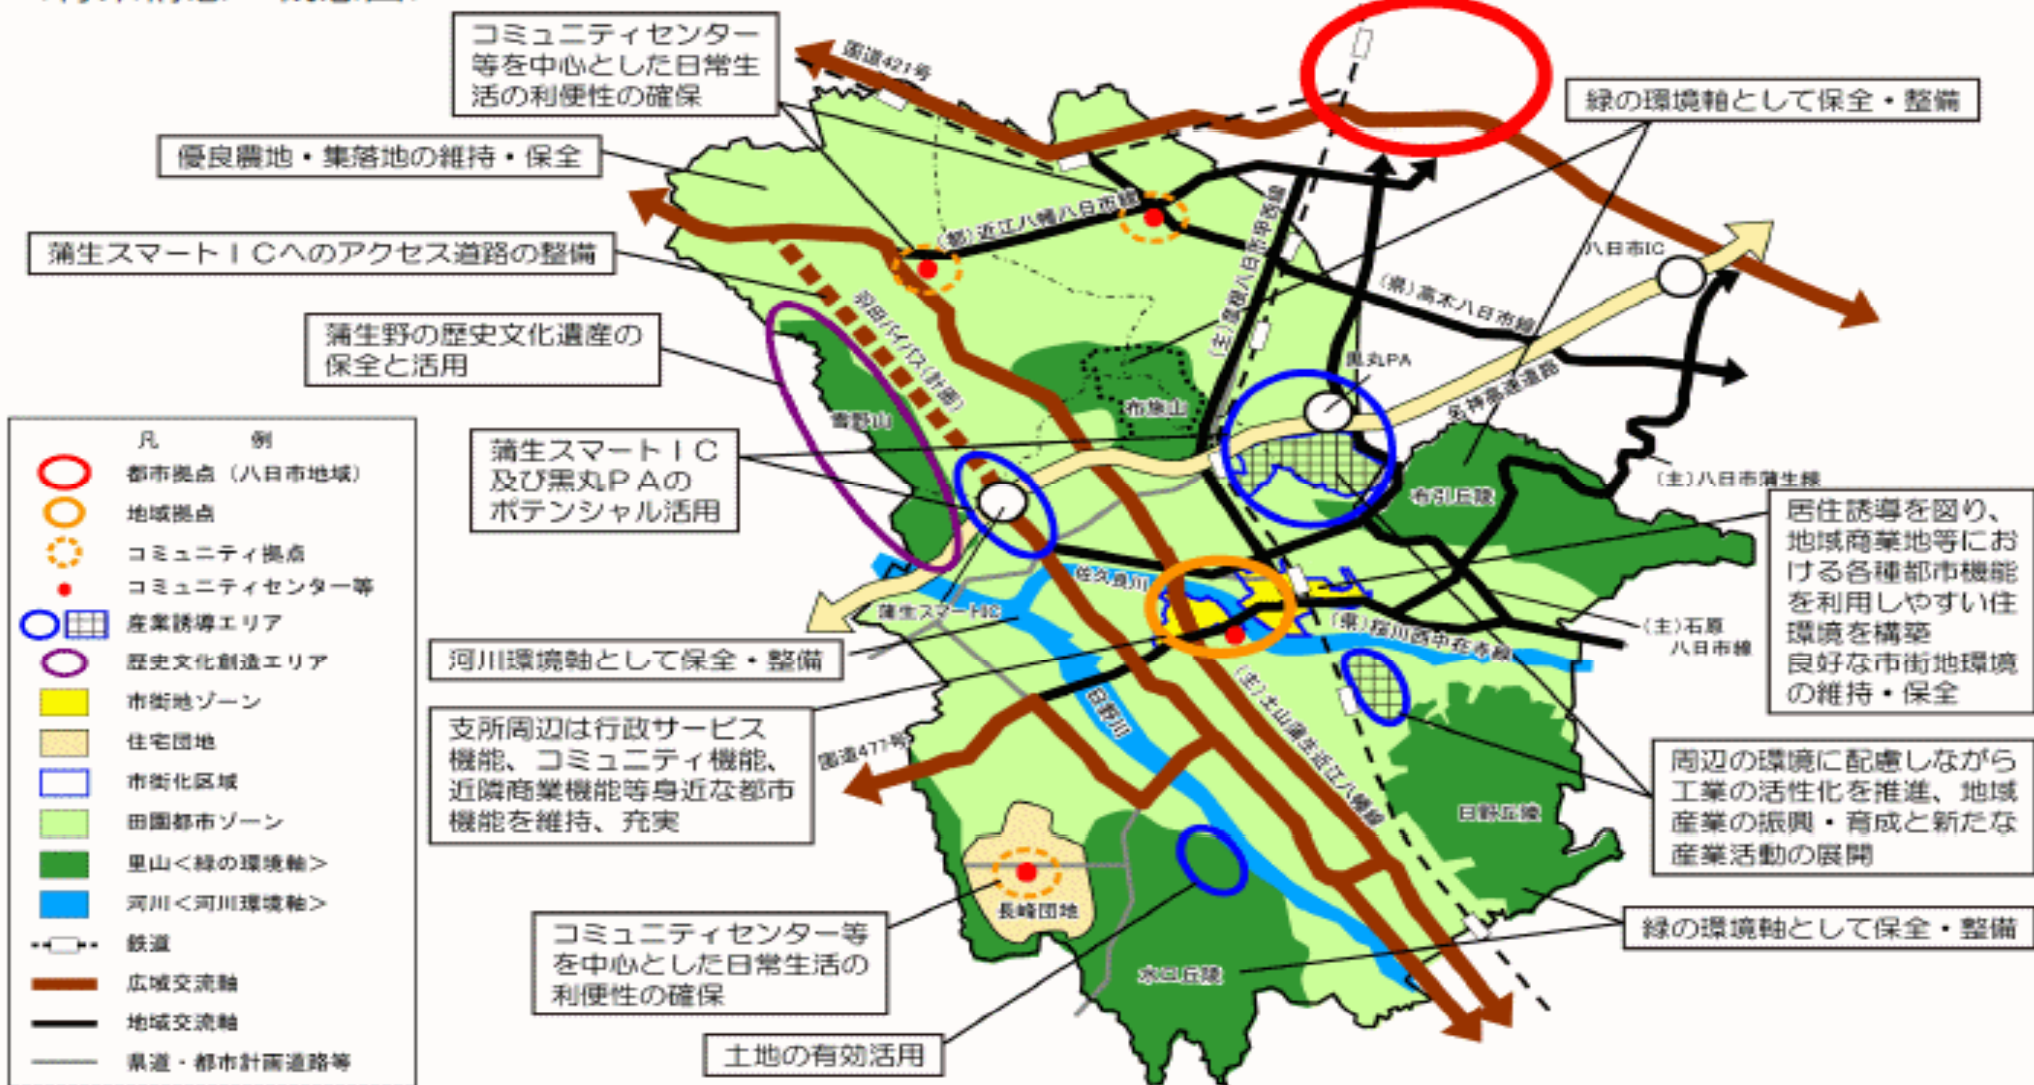 コミュニティセンター
等を中心とした日常生
活の利便性の確保
国道421号
緑の環境軸として保全・整備
優良農地・集落地の維持・保全
(都)近江八幡八日市線
八日市IC
蒲生スマートICへのアクセス道路の整備
(県)高木八日市線
蒲生野の歴史文化遺産の
保全と活用
羽田バイパス(計画)
(主)彦根八日市甲西線
黒丸PA
名神高速道路
布施山
雪野山
蒲生スマートIC
及び黒丸PAの
ポテンシャル活用
布引丘陵
(主)八日市蒲生線
居住誘導を図り、
地域商業地等にお
ける各種都市機能
を利用しやすい住
環境を構築
良好な市街地環境
の維持・保全
佐久良川
蒲生スマートIC
(県)桜川西中在寺線
(主)石原
八日市線
河川環境軸として保全・整備
日野川
(主)土山蒲生近江八幡線
支所周辺は行政サービス
機能、コミュニティ機能、
近隣商業機能等身近な都市
機能を維持、充実
国道477号
周辺の環境に配慮しながら
工業の活性化を推進、地域
産業の振興・育成と新たな
産業活動の展開
日野丘陵
長峰団地
緑の環境軸として保全・整備
コミュニティセンター等
を中心とした日常生活の
利便性の確保
水口丘陵
土地の有効活用
凡 例
都市拠点(八日市地域)
地域拠点
コミュニティ拠点
コミュニティセンター等
産業誘導エリア
歴史文化創造エリア
市街地ゾーン
住宅団地
市街化区域
田園都市ゾーン
里山<緑の環境軸>
河川<河川環境軸>
鉄道
広域交流軸
地域交流軸
県道・都市計画道路等